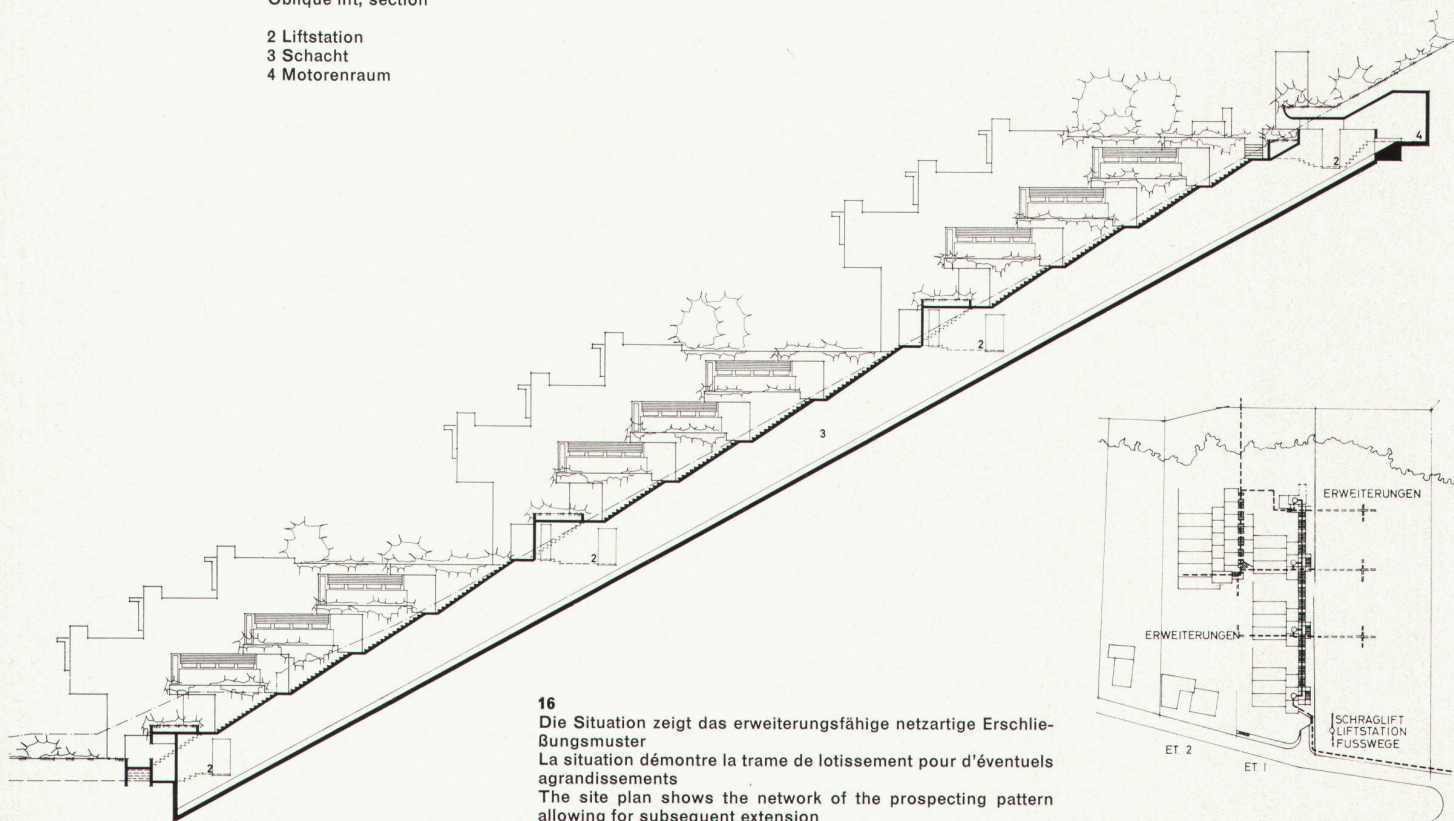 Oblique lift, section
2 Liftstation
3 Schacht
4 Motorenraum
4
2
2
3
2
2
16
Die Situation zeigt das erweiterungsfähige netzartige Erschlie-
ßungsmuster
La situation démontre la trame de lotissement pour d'éventuels
agrandissements
The site plan shows the network of the prospecting pattern
allowing for subsequent extension
ERWEITERUNGEN
ERWEITERUNGEN
SCHRAGLIFT
LIFTSTATION
FUSSWEGE
ET. 2
ET. 1